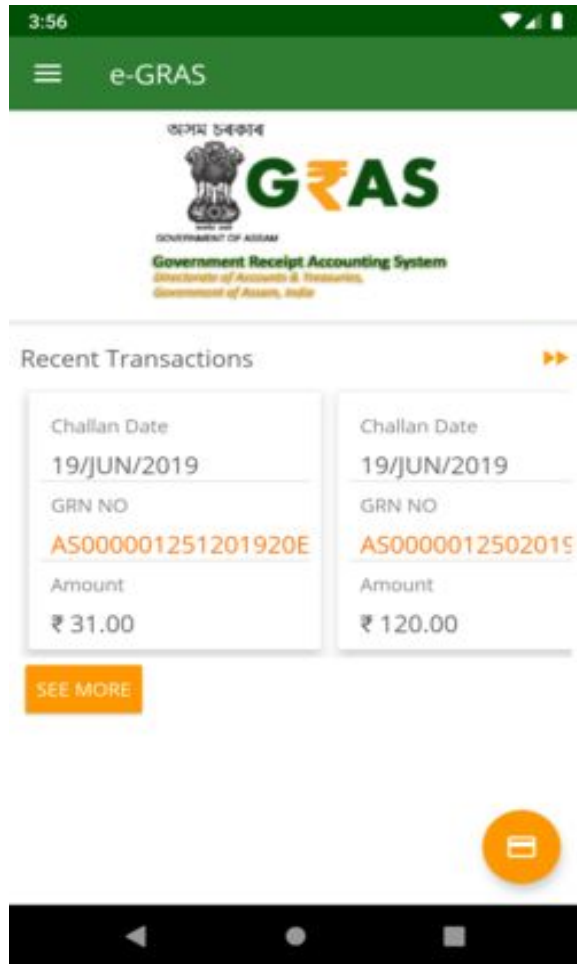 3:56
e-GRAS
অসম চৰকাৰ
G₹AS
GOVERNMENT OF ASSAM
Government Receipt Accounting System
Directorate of Accounts & Treasuries,
Government of Assam, India
Recent Transactions
Challan Date
19/JUN/2019
GRN NO
AS000001251201920E
Amount
₹ 31.00
Challan Date
19/JUN/2019
GRN NO
AS0000012502019
Amount
₹ 120.00
SEE MORE